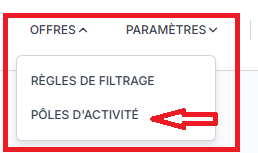 OFFRES PARAMÈTRES
RÈGLES DE FILTRAGE
PÔLES D'ACTIVITÉ